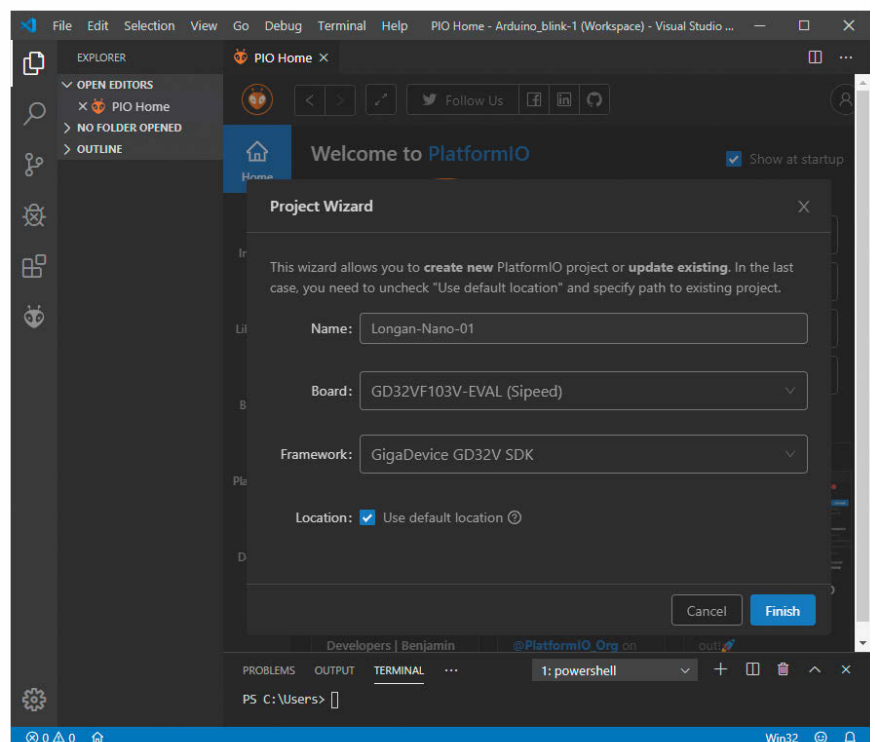 File Edit Selection View Go Debug Terminal Help PIO Home - Arduino_blink-1 (Workspace) - Visual Studio ...
EXPLORER
OPEN EDITORS
PIO Home
NO FOLDER OPENED
OUTLINE
PIO Home
Follow Us
Welcome to PlatformIO
Show at startup
Home
Project Wizard
This wizard allows you to create new PlatformIO project or update existing. In the last
case, you need to uncheck "Use default location" and specify path to existing project.
Name: Longan-Nano-01
Board: GD32VF103V-EVAL (Sipeed)
Framework: GigaDevice GD32V SDK
Location: Use default location
Cancel Finish
Developers | Benjamin
@PlatformIO_Org on
out!
PROBLEMS OUTPUT TERMINAL ... 1: powershell
PS C:\Users>
0 0 Win32